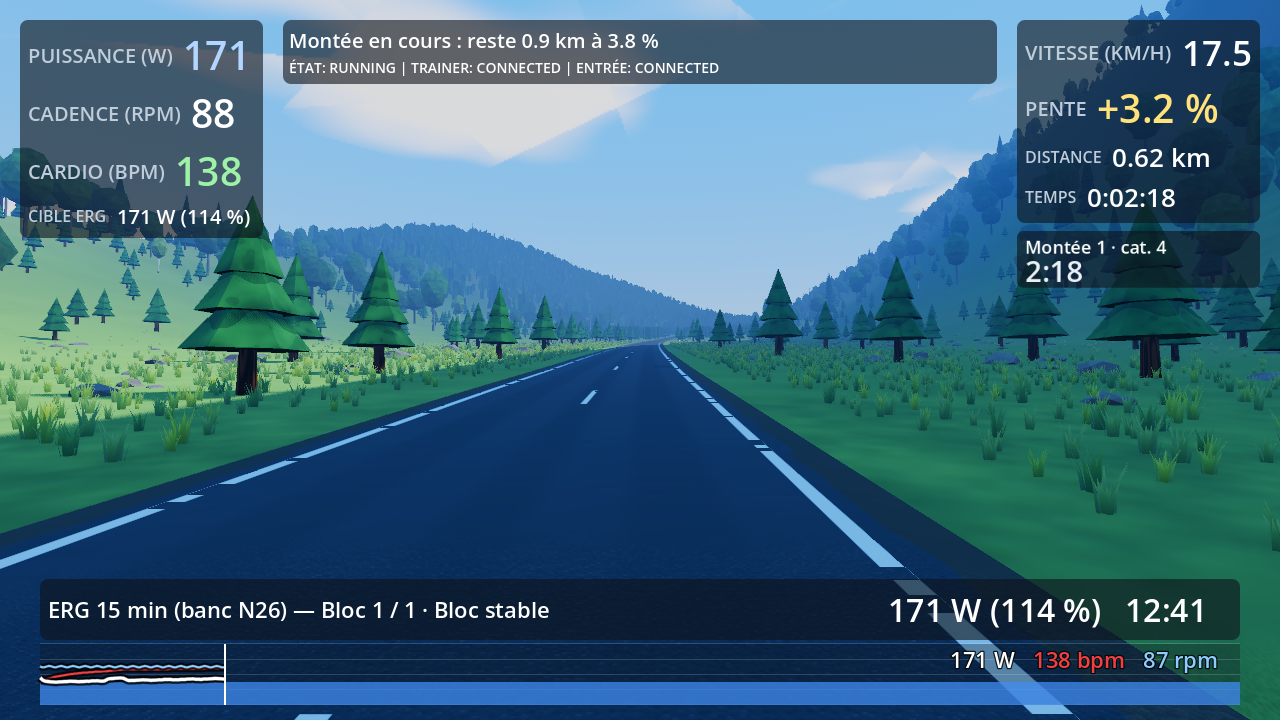 PUISSANCE (W) 171
CADENCE (RPM) 88
CARDIO (BPM) 138
CIBLE ERG 171 W (114 %)
Montée en cours : reste 0.9 km à 3.8 %
ÉTAT: RUNNING | TRAINER: CONNECTED | ENTRÉE: CONNECTED
VITESSE (KM/H) 17.5
PENTE +3.2 %
DISTANCE 0.62 km
TEMPS 0:02:18
Montée 1 · cat. 4
2:18
ERG 15 min (banc N26) — Bloc 1 / 1 · Bloc stable 171 W (114 %) 12:41
171 W 138 bpm 87 rpm